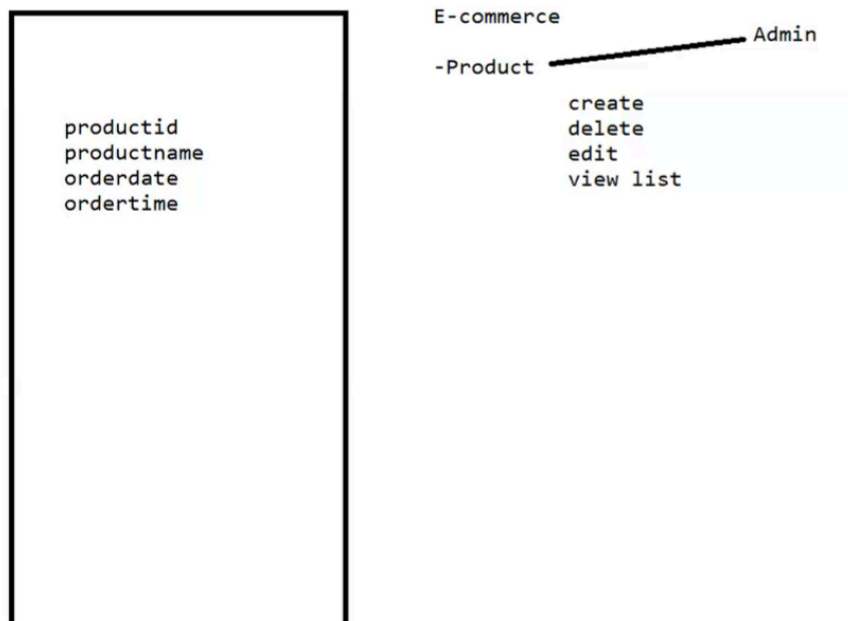 productid
productname
orderdate
ordertime
E-commerce
-Product
Admin
create
delete
edit
view list